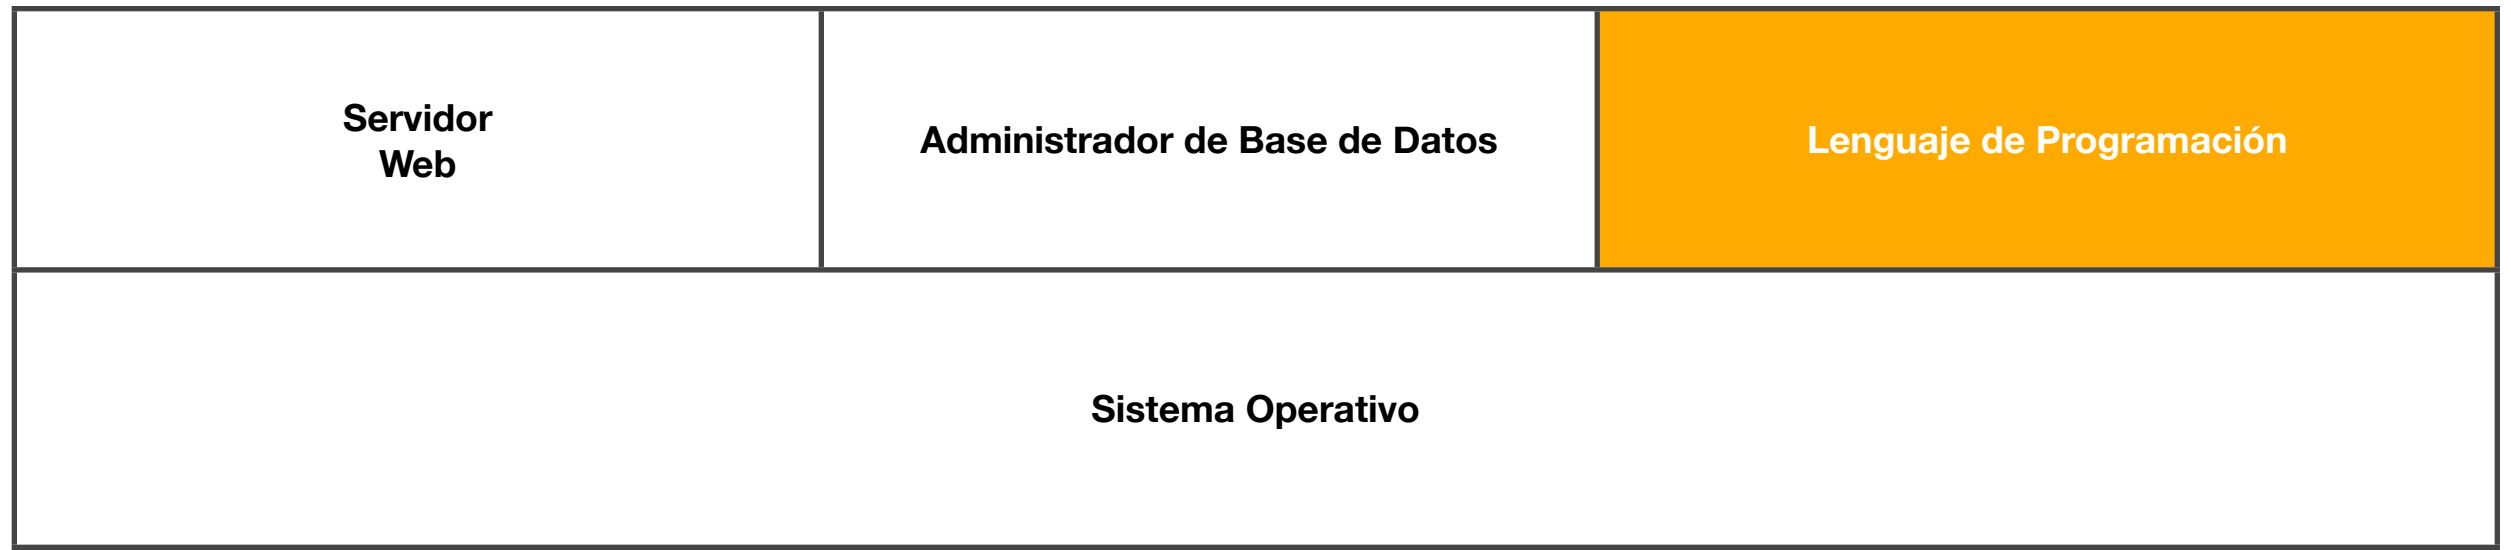 Servidor
Web
Administrador de Base de Datos
Lenguaje de Programación
Sistema Operativo